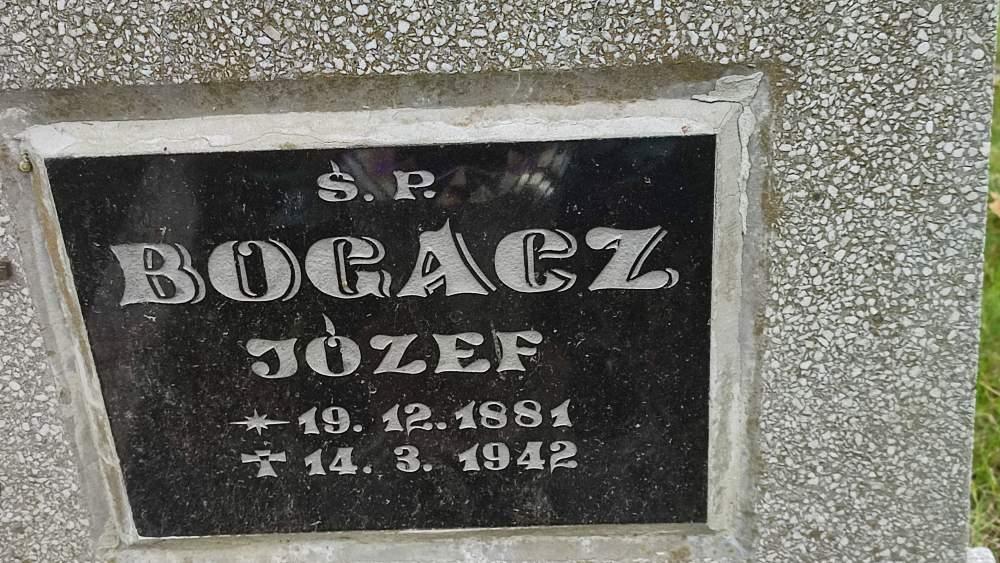 Ś. P.
BOGACZ
JÓZEF
19. 12. 1881
14. 3. 1942